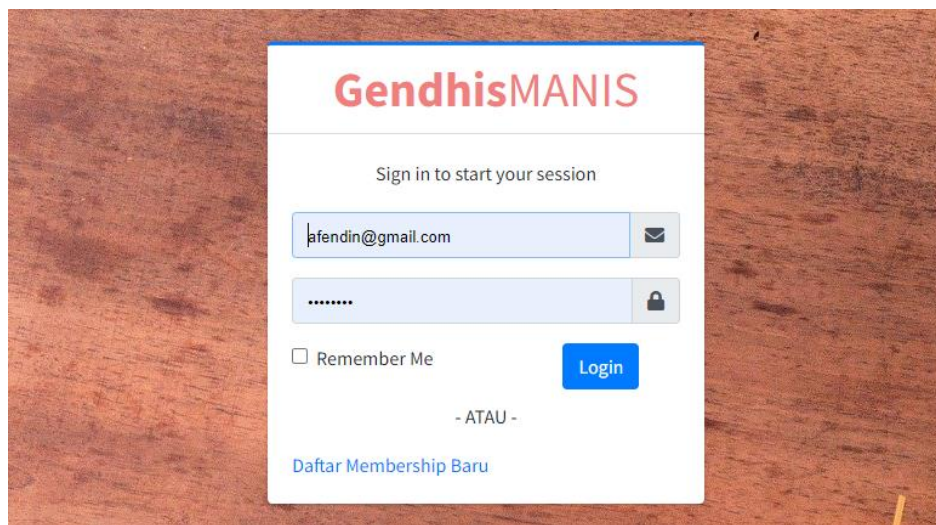 GendhisMANIS
Sign in to start your session
afendin@gmail.com
••••••••
Remember Me
Login
- ATAU -
Daftar Membership Baru